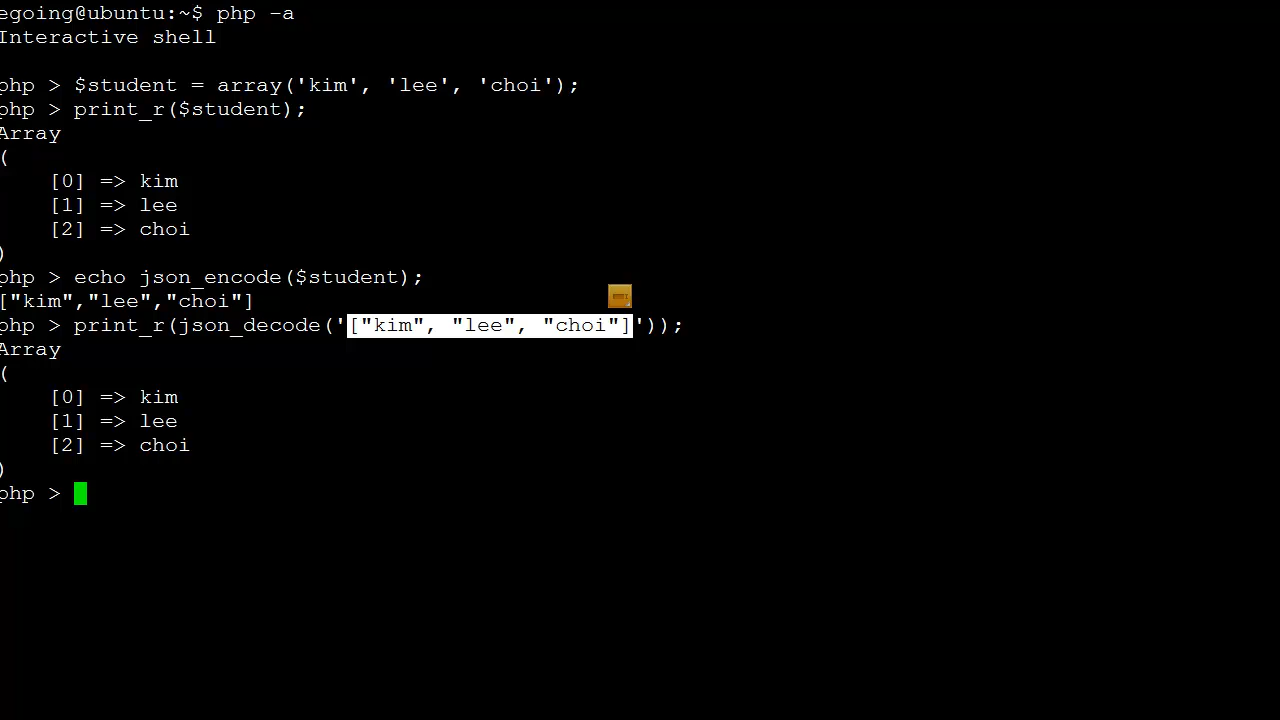 egoing@ubuntu:~$ php -a
Interactive shell
php > $student = array('kim', 'lee', 'choi');
php > print_r($student);
Array
(
    [0] => kim
    [1] => lee
    [2] => choi
)
php > echo json_encode($student);
["kim","lee","choi"]
php > print_r(json_decode('["kim", "lee", "choi"]'));
Array
(
    [0] => kim
    [1] => lee
    [2] => choi
)
php >